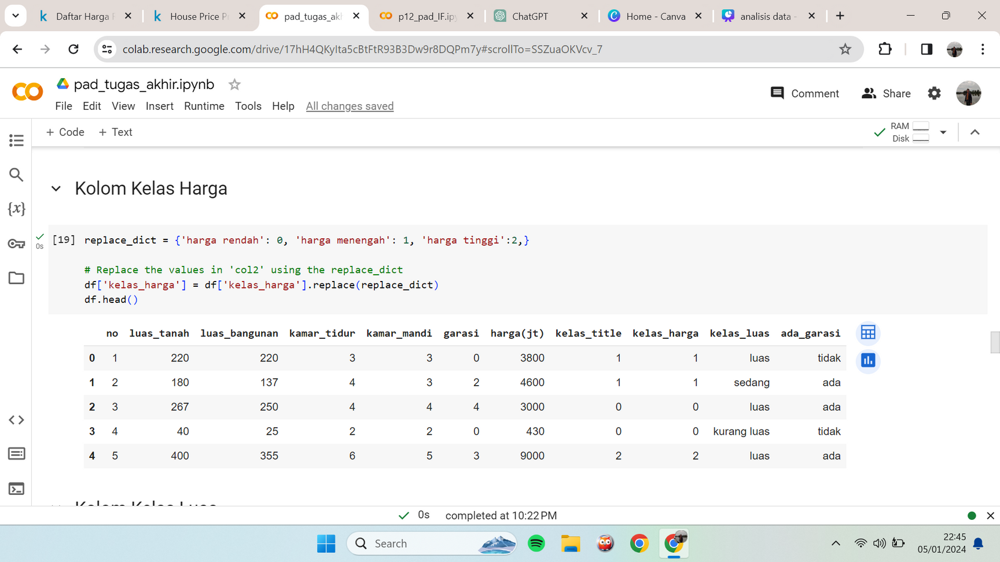 Daftar Harga
House Price P
pad_tugas_ak
p12_pad_IF.ip
ChatGPT
Home - Canva
analisis data -
colab.research.google.com/drive/17hH4QKyIta5cBtFtR93B3Dw9r8DQPm7y#scrollTo=SSZuaOKVcv_7
pad_tugas_akhir.ipynb
Comment Share
File Edit View Insert Runtime Tools Help All changes saved
+ Code + Text
RAM
Disk
Kolom Kelas Harga
0s
[19] replace_dict = {'harga rendah': 0, 'harga menengah': 1, 'harga tinggi':2,}
# Replace the values in 'col2' using the replace_dict
df['kelas_harga'] = df['kelas_harga'].replace(replace_dict)
df.head()
no luas_tanah luas_bangunan kamar_tidur kamar_mandi garasi harga(jt) kelas_title kelas_harga kelas_luas ada_garasi
0 1 220 220 3 3 0 3800 1 1 luas tidak
1 2 180 137 4 3 2 4600 1 1 sedang ada
2 3 267 250 4 4 4 3000 0 0 luas ada
3 4 40 25 2 2 0 430 0 0 kurang luas tidak
4 5 400 355 6 5 3 9000 2 2 luas ada
Kolom Kelas Luas
0s completed at 10:22 PM
Search
22:45
05/01/2024